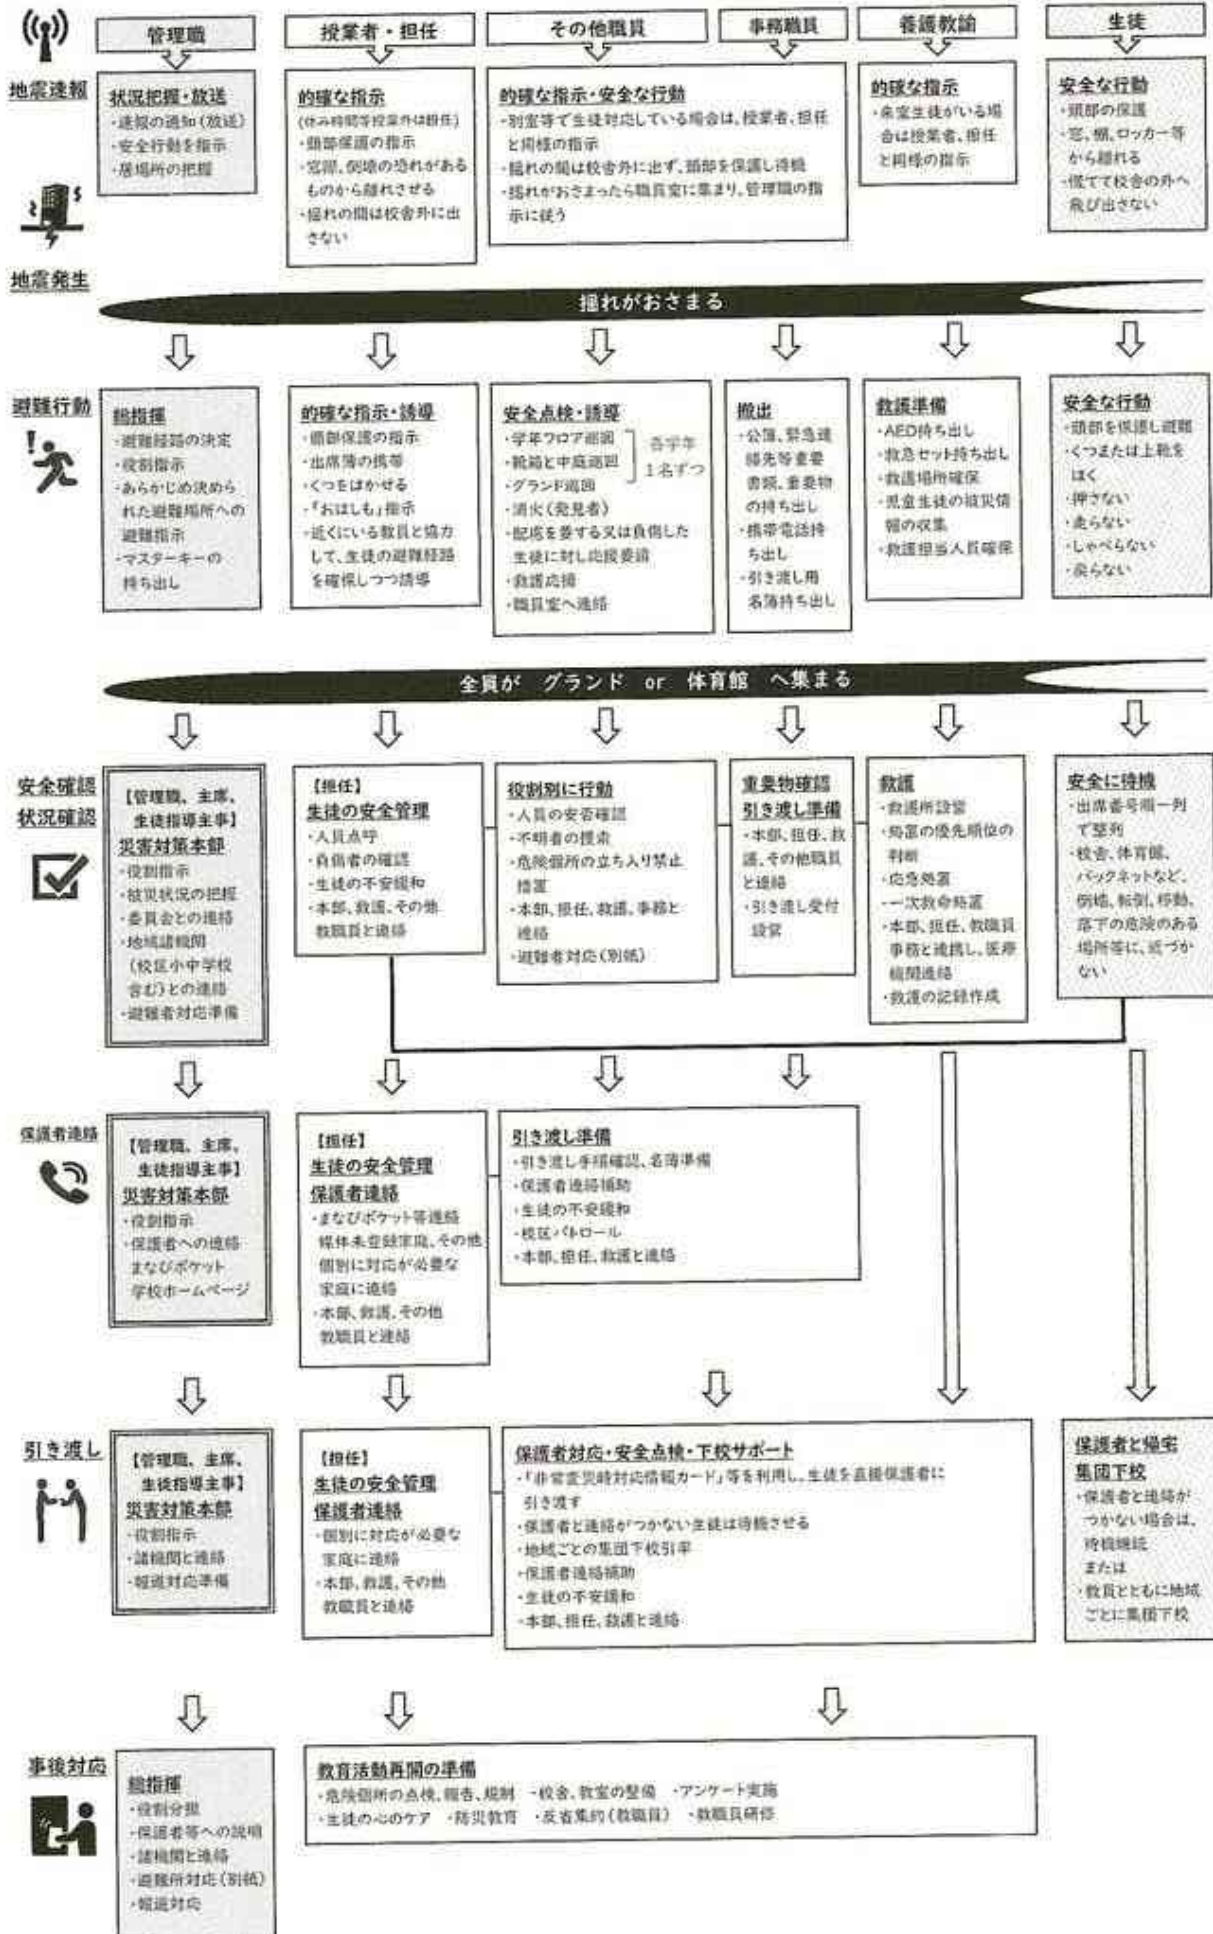 管理職
授業者・担任
その他職員
事務職員
養護教諭
生徒
地震速報
状況把握・放送
・速報の通知(放送)
・安全行動を指示
・居場所の把握
的確な指示
(休み時間等授業外は担任)
・頭部保護の指示
・窓際、倒壊の恐れがある
ものから離れさせる
・揺れの間は校舎外に出
さない
的確な指示・安全な行動
・別室等で生徒対応している場合は、授業者、担任
と同様の指示
・揺れの間は校舎外に出ず、頭部を保護し待機
・揺れがおさまったら職員室に集まり、管理職の指
示に従う
的確な指示
・来室生徒がいる場
合は授業者、担任
と同様の指示
安全な行動
・頭部の保護
・窓、棚、ロッカー等
から離れる
・慌てて校舎の外へ
飛び出さない
地震発生
揺れがおさまる
避難行動
総指揮
・避難経路の決定
・役割指示
・あらかじめ決めら
れた避難場所への
避難指示
・マスターキーの
持ち出し
的確な指示・誘導
・頭部保護の指示
・出席簿の携帯
・くつをはかせる
・「おはしも」指示
・近くにいる教員と協力
して、生徒の避難経路
を確保しつつ誘導
安全点検・誘導
・学年フロア巡回
・靴箱と中庭巡回
・グランド巡回
各学年
1名ずつ
・消火(発見者)
・配慮を要する又は負傷した
生徒に対し応援要請
・救護応援
・職員室へ連絡
搬出
・公簿、緊急連
絡先等重要
書類、重要物
の持ち出し
・携帯電話持
ち出し
・引き渡し用
名簿持ち出し
救護準備
・AED持ち出し
・救急セット持ち出し
・救護場所確保
・児童生徒の被災情
報の収集
・救護担当人員確保
安全な行動
・頭部を保護し避難
・くつまたは上靴を
はく
・押さない
・走らない
・しゃべらない
・戻らない
全員が グランド or 体育館 へ集まる
安全確認
状況確認
【管理職、主席、
生徒指導主事】
災害対策本部
・役割指示
・被災状況の把握
・委員会との連絡
・地域諸機関
(校区小中学校
含む)との連絡
・避難者対応準備
【担任】
生徒の安全管理
・人員点呼
・負傷者の確認
・生徒の不安緩和
・本部、救護、その他
教職員と連絡
役割別に行動
・人員の安否確認
・不明者の捜索
・危険個所の立ち入り禁止
措置
・本部、担任、救護、事務と
連絡
・避難者対応(別紙)
重要物確認
引き渡し準備
・本部、担任、救
護、その他職員
と連絡
・引き渡し受付
設営
救護
・救護所設営
・処置の優先順位の
判断
・応急処置
・一次救命処置
・本部、担任、教職員
事務と連携し、医療
機関連絡
・救護の記録作成
安全に待機
・出席番号順一列
で整列
・校舎、体育館、
バックネットなど、
倒壊、転倒、移動、
落下の危険のある
場所等に、近づか
ない
保護者連絡
【管理職、主席、
生徒指導主事】
災害対策本部
・役割指示
・保護者への連絡
まなびポケット
学校ホームページ
【担任】
生徒の安全管理
保護者連絡
・まなびポケット等連絡
媒体未登録家庭、その他
個別に対応が必要な
家庭に連絡
・本部、救護、その他
教職員と連絡
引き渡し準備
・引き渡し手順確認、名簿準備
・保護者連絡補助
・生徒の不安緩和
・校区パトロール
・本部、担任、救護と連絡
引き渡し
【管理職、主席、
生徒指導主事】
災害対策本部
・役割指示
・諸機関と連絡
・報道対応準備
【担任】
生徒の安全管理
保護者連絡
・個別に対応が必要な
家庭に連絡
・本部、救護、その他
教職員と連絡
保護者対応・安全点検・下校サポート
・「非常変災時対応情報カード」等を利用し、生徒を直接保護者に
引き渡す
・保護者と連絡がつかない生徒は待機させる
・地域ごとの集団下校引率
・保護者連絡補助
・生徒の不安緩和
・本部、担任、救護と連絡
保護者と帰宅
集団下校
・保護者と連絡が
つかない場合は、
待機継続
または
・教員とともに地域
ごとに集団下校
事後対応
総指揮
・役割分担
・保護者等への説明
・諸機関と連絡
・避難所対応(別紙)
・報道対応
教育活動再開の準備
・危険個所の点検、報告、規制 ・校舎、教室の整備 ・アンケート実施
・生徒の心のケア ・防災教育 ・反省集約(教職員) ・教職員研修